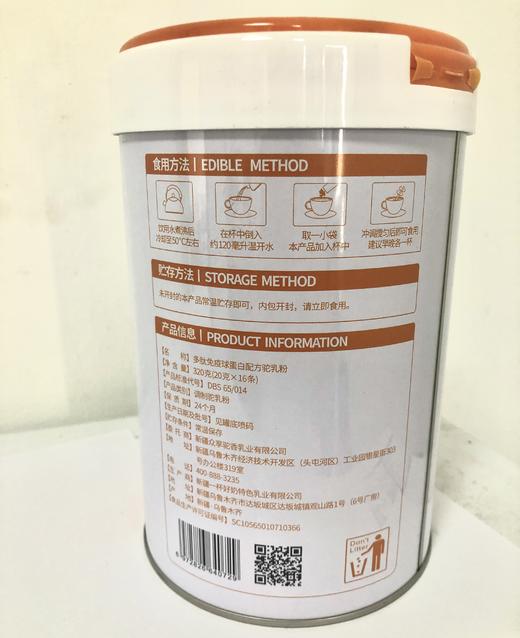 食用方法 | EDIBLE METHOD
饮用水煮沸后
冷却至50℃左右
在杯中倒入
约120毫升温开水
取一小袋
本产品加入杯中
冲调搅匀后即可食用
建议早晚各一杯
贮存方法 | STORAGE METHOD
未开封的本产品常温贮存即可，内包开封，请立即食用。
产品信息 | PRODUCT INFORMATION
【名 称】多肽免疫球蛋白配方驼乳粉
【净 含 量】320克(20克×16条)
【产品标准代号】DBS 65/014
【产品类别】调制驼乳粉
【保 质 期】24个月
【生产日期及批号】见罐底喷码
【贮存条件】常温保存
【委 托 商】新疆众享驼香乳业有限公司
【地 址】新疆乌鲁木齐经济技术开发区（头屯河区）工业园银星街303
号办公楼319室
【电 话】400-888-3235
【生 产 商】新疆一杯好奶特色乳业有限公司
【地 址】新疆乌鲁木齐市达坂城区达坂城镇观山路1号（6号厂房）
【产 地】新疆·乌鲁木齐
【食品生产许可证编号】SC10565010710366
Don't
Litter
6 972826 640729